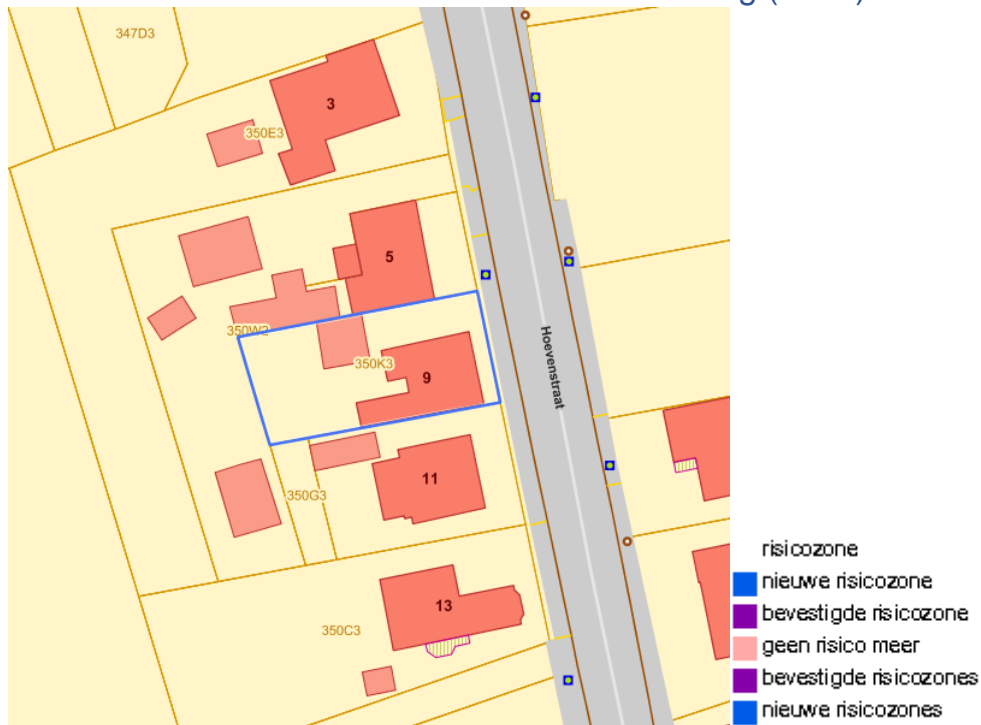 347D3
3
350E3
5
350W2
350K3
9
Hoevenstraat
11
350G3
13
350C3
risicozone
nieuwe risicozone
bevestigde risicozone
geen risico meer
bevestigde risicozones
nieuwe risicozones